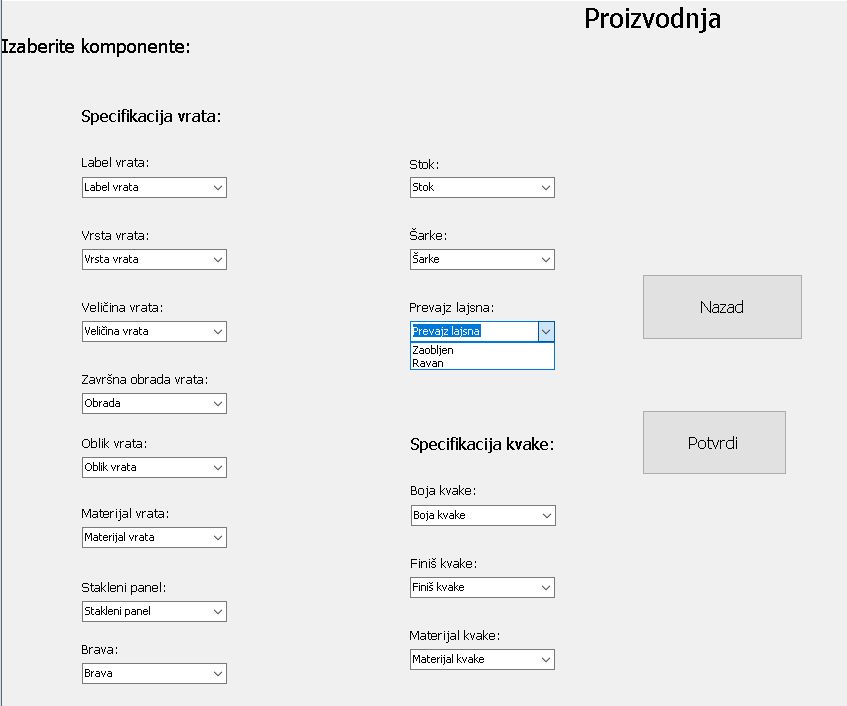 Proizvodnja
Izaberite komponente:
Specifikacija vrata:
Label vrata:
Label vrata
Vrsta vrata:
Vrsta vrata
Veličina vrata:
Veličina vrata
Završna obrada vrata:
Obrada
Oblik vrata:
Oblik vrata
Materijal vrata:
Materijal vrata
Stakleni panel:
Stakleni panel
Brava:
Brava
Stok:
Stok
Šarke:
Šarke
Prevajz lajsna:
Prevajz lajsna
Zaobljen
Ravan
Specifikacija kvake:
Boja kvake:
Boja kvake
Finiš kvake:
Finiš kvake
Materijal kvake:
Materijal kvake
Nazad
Potvrdi